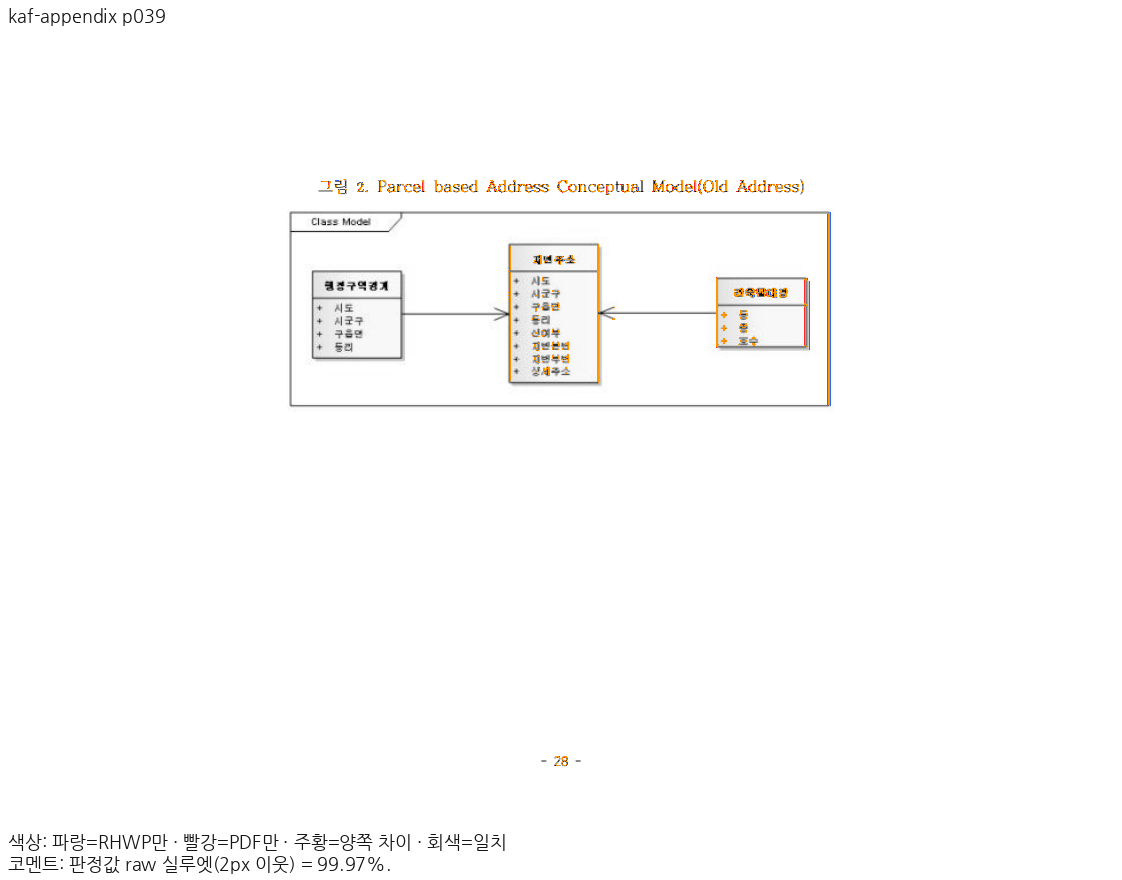 kaf-appendix p039
그림 2. Parcel based Address Conceptual Model(Old Address)
Class Model
행정구역경계
+ 시도
+ 시군구
+ 구읍면
+ 동리
지번주소
+ 시도
+ 시군구
+ 구읍면
+ 동리
+ 산여부
+ 지번본번
+ 지번부번
+ 상세주소
+ 동
+ 층
+ 호수
- 28 -
색상: 파랑=RHWP만 · 빨강=PDF만 · 주황=양쪽 차이 · 회색=일치
코멘트: 판정값 raw 실루엣(2px 이웃) = 99.97%.